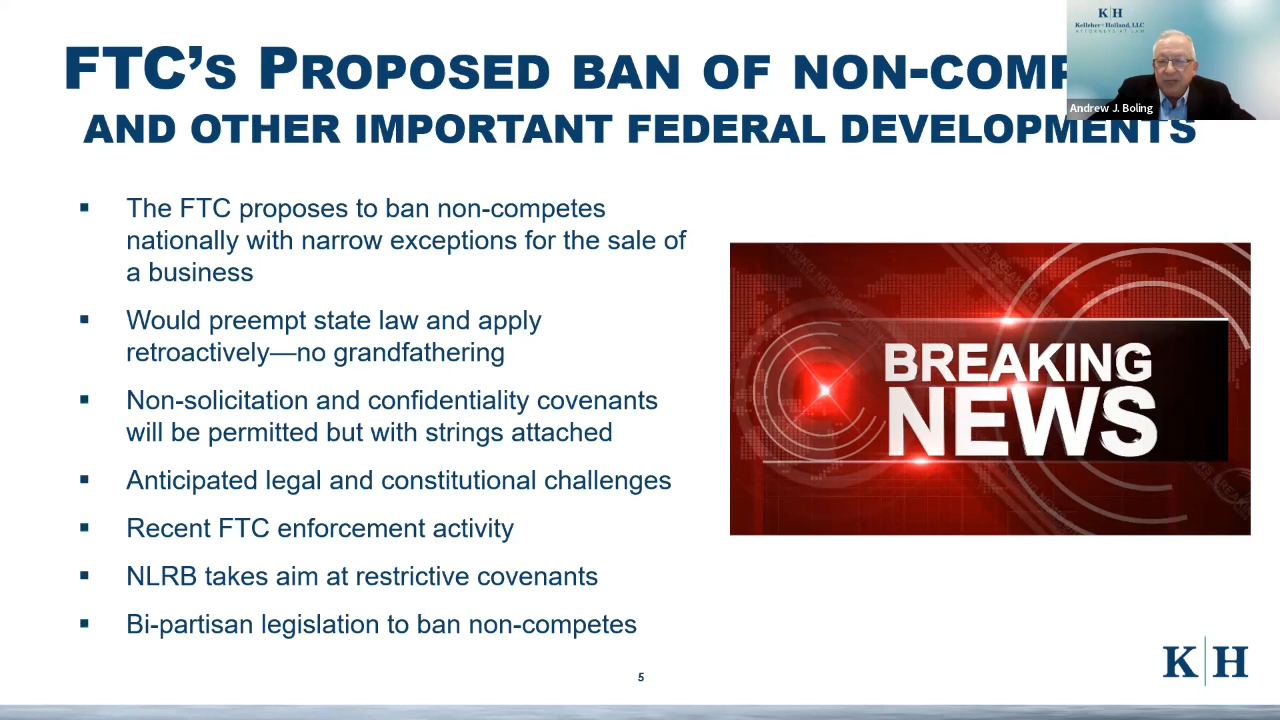 FTC's PROPOSED BAN OF NON-COMP
AND OTHER IMPORTANT FEDERAL DEVELOPMENTS
K|H
Kelleher + Holland, LLC
ATTORNEYS AT LAW
Andrew J. Boling
▪ The FTC proposes to ban non-competes
nationally with narrow exceptions for the sale of
a business
▪ Would preempt state law and apply
retroactively—no grandfathering
▪ Non-solicitation and confidentiality covenants
will be permitted but with strings attached
▪ Anticipated legal and constitutional challenges
▪ Recent FTC enforcement activity
▪ NLRB takes aim at restrictive covenants
▪ Bi-partisan legislation to ban non-competes
BREAKING
NEWS
5
K|H